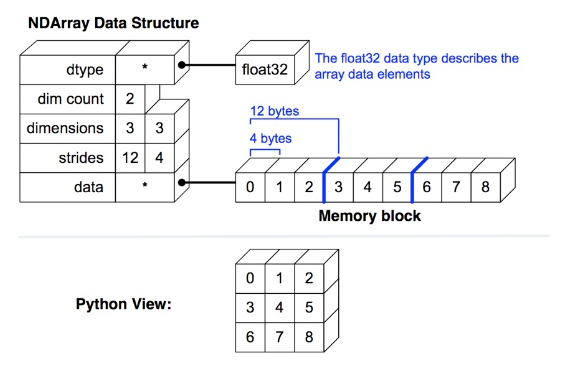 NDArray Data Structure
dtype *
float32
The float32 data type describes the
array data elements
dim count 2
dimensions 3 3
strides 12 4
data *
12 bytes
4 bytes
0 1 2 3 4 5 6 7 8
Memory block
Python View:
0 1 2
3 4 5
6 7 8